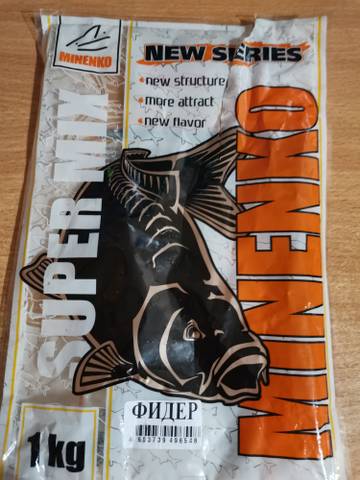 MINENKO
NEW SERIES
new structure
more attract
new flavor
SUPER MIX
MINENKO
ФИДЕР
1 kg